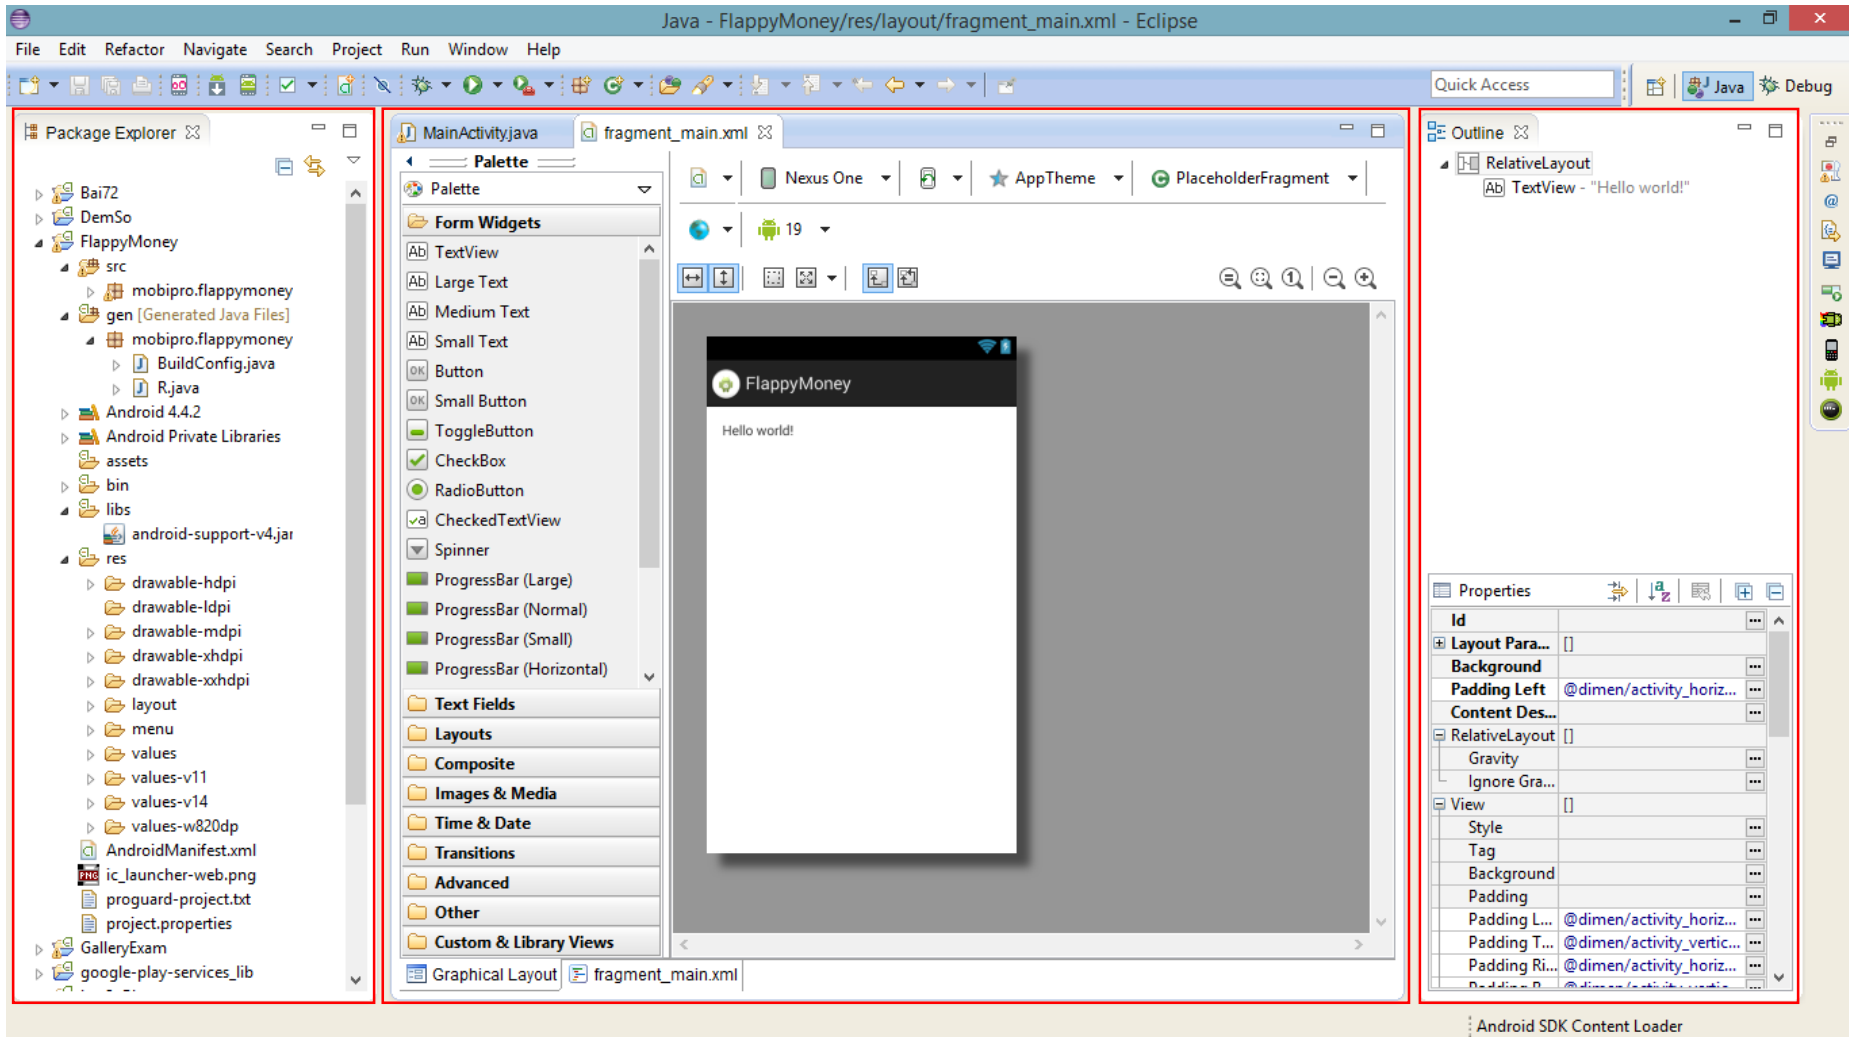 Java - FlappyMoney/res/layout/fragment_main.xml - Eclipse
File Edit Refactor Navigate Search Project Run Window Help
Quick Access
Java
Debug
Package Explorer
Bai72
DemSo
FlappyMoney
src
mobipro.flappymoney
gen [Generated Java Files]
mobipro.flappymoney
BuildConfig.java
R.java
Android 4.4.2
Android Private Libraries
assets
bin
libs
android-support-v4.jar
res
drawable-hdpi
drawable-ldpi
drawable-mdpi
drawable-xhdpi
drawable-xxhdpi
layout
menu
values
values-v11
values-v14
values-w820dp
AndroidManifest.xml
ic_launcher-web.png
proguard-project.txt
project.properties
GalleryExam
google-play-services_lib
MainActivity.java
fragment_main.xml
Palette
Palette
Form Widgets
Ab TextView
Ab Large Text
Ab Medium Text
Ab Small Text
OK Button
OK Small Button
ToggleButton
CheckBox
RadioButton
CheckedTextView
Spinner
ProgressBar (Large)
ProgressBar (Normal)
ProgressBar (Small)
ProgressBar (Horizontal)
Text Fields
Layouts
Composite
Images & Media
Time & Date
Transitions
Advanced
Other
Custom & Library Views
Graphical Layout
fragment_main.xml
Nexus One
AppTheme
PlaceholderFragment
19
FlappyMoney
Hello world!
Outline
RelativeLayout
Ab TextView - "Hello world!"
Properties
Id
Layout Para... []
Background
Padding Left @dimen/activity_horiz...
Content Des...
RelativeLayout []
Gravity
Ignore Gra...
View []
Style
Tag
Background
Padding
Padding L... @dimen/activity_horiz...
Padding T... @dimen/activity_vertic...
Padding Ri... @dimen/activity_horiz...
Android SDK Content Loader